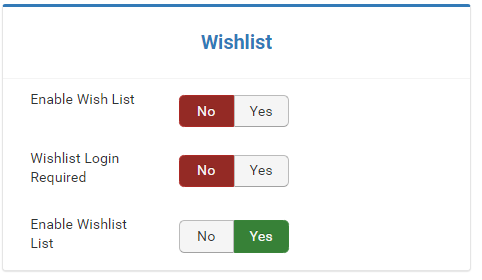 Wishlist
Enable Wish List
No Yes
Wishlist Login
Required
No Yes
Enable Wishlist
List
No Yes